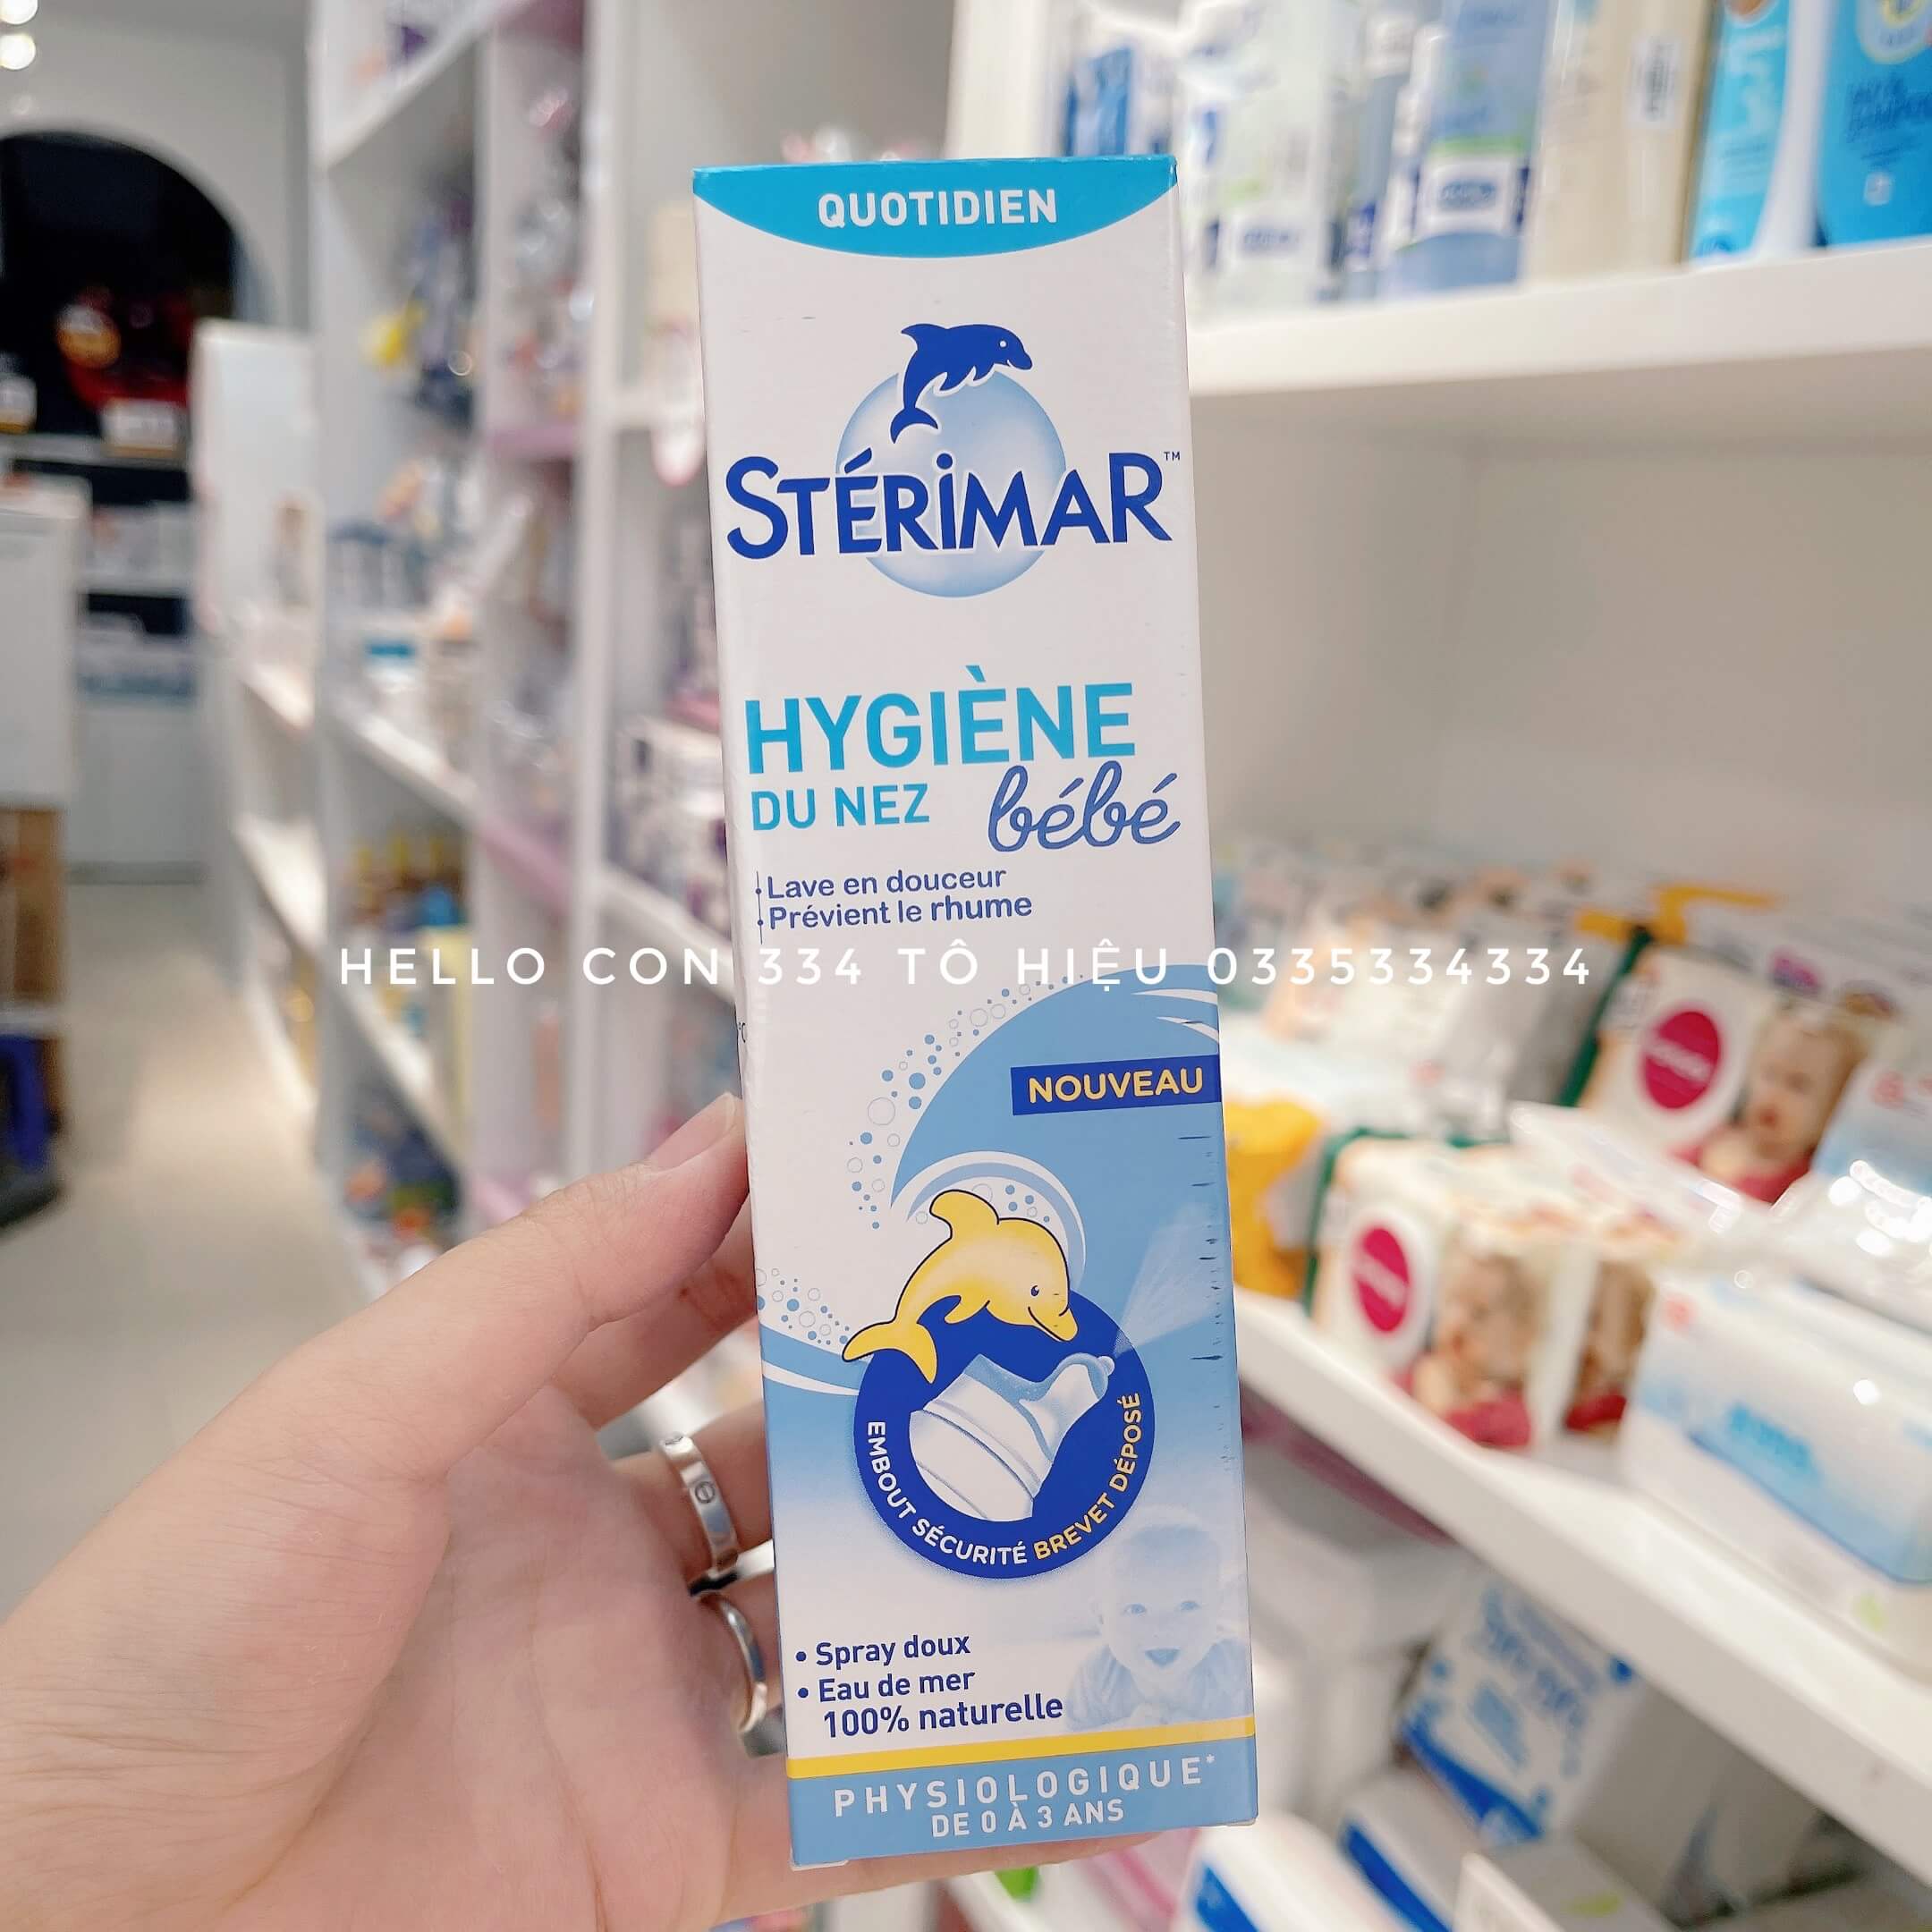 QUOTIDIEN
STÉRIMAR™
HYGIÈNE
DU NEZ bébé
Lave en douceur
Prévient le rhume
HELLO CON 334 TÔ HIỆU 0335334334
NOUVEAU
EMBOUT SÉCURITÉ BREVET DÉPOSÉ
• Spray doux
• Eau de mer
100% naturelle
PHYSIOLOGIQUE*
DE 0 À 3 ANS